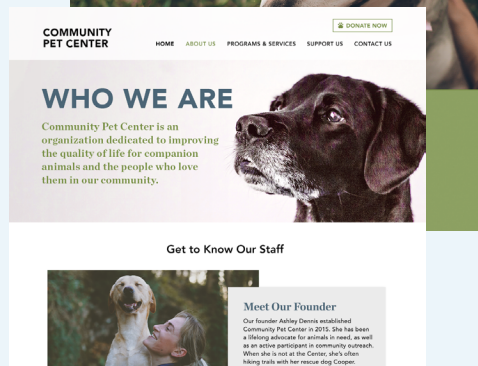 COMMUNITY
PET CENTER
DONATE NOW
HOME ABOUT US PROGRAMS & SERVICES SUPPORT US CONTACT US
WHO WE ARE
Community Pet Center is an
organization dedicated to improving
the quality of life for companion
animals and the people who love
them in our community.
Get to Know Our Staff
Meet Our Founder
Our founder Ashley Dennis established
Community Pet Center in 2015. She has been
a lifelong advocate for animals in need, as well
as an active participant in community outreach.
When she is not at the Center, she's often
hiking trails with her rescue dog Cooper.